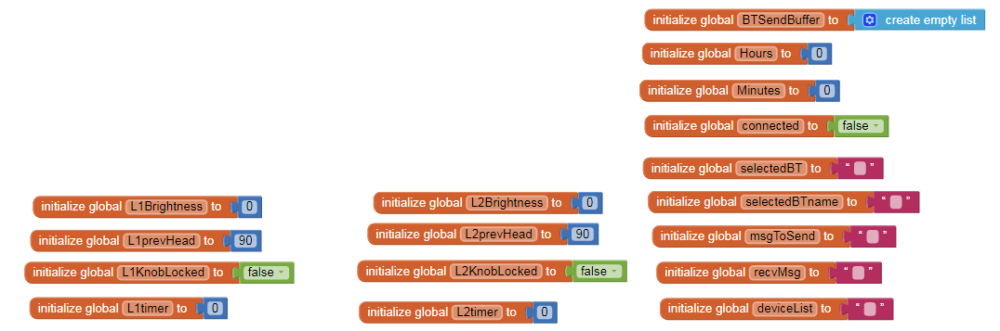 initialize global BTSendBuffer to create empty list
initialize global Hours to 0
initialize global Minutes to 0
initialize global connected to false
initialize global selectedBT to “ ”
initialize global selectedBTname to “ ”
initialize global msgToSend to “ ”
initialize global recvMsg to “ ”
initialize global deviceList to “ ”
initialize global L1Brightness to 0
initialize global L1prevHead to 90
initialize global L1KnobLocked to false
initialize global L1timer to 0
initialize global L2Brightness to 0
initialize global L2prevHead to 90
initialize global L2KnobLocked to false
initialize global L2timer to 0